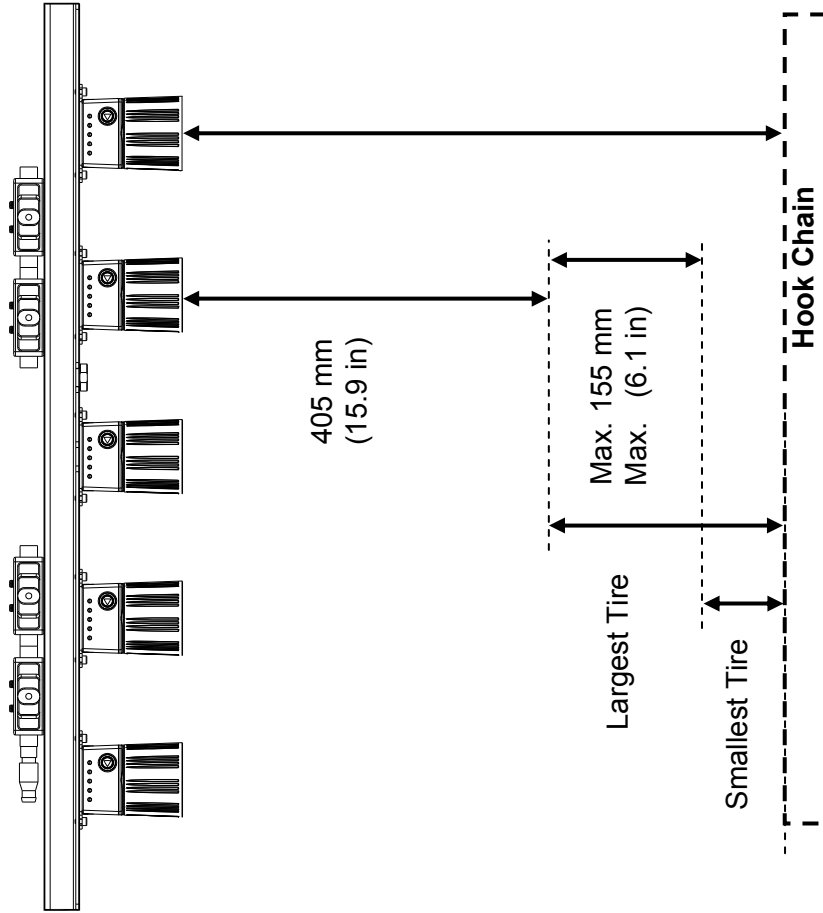 405 mm
(15.9 in)
Max. 155 mm
Max. (6.1 in)
Largest Tire
Smallest Tire
Hook Chain